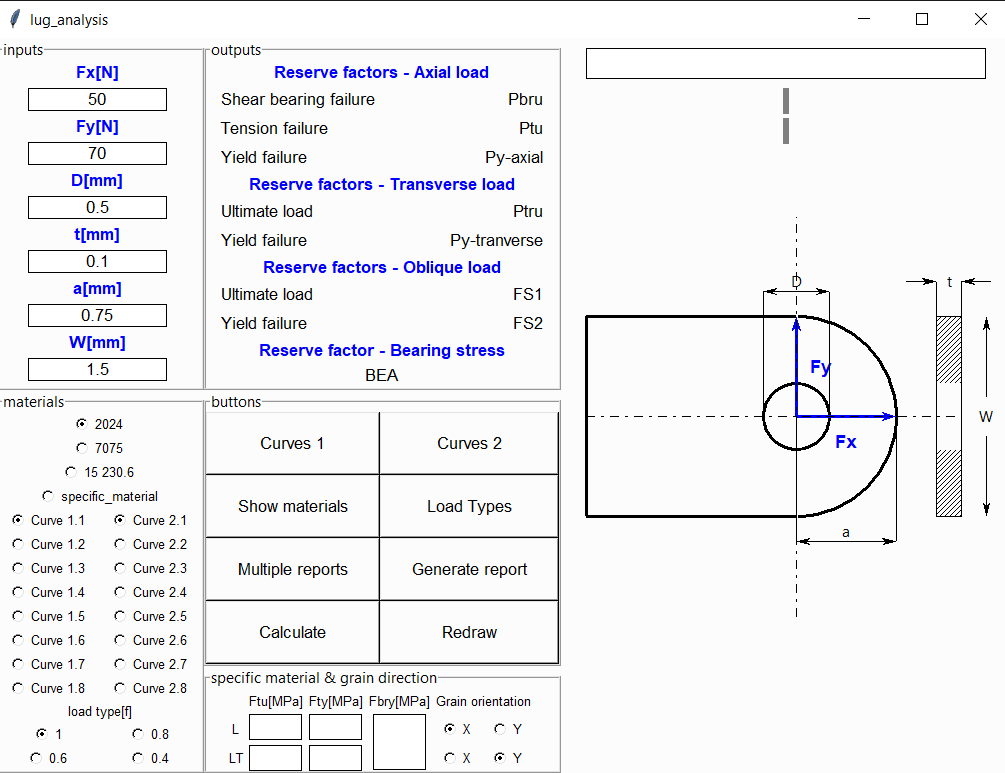 lug_analysis
inputs
Fx[N]
50
Fy[N]
70
D[mm]
0.5
t[mm]
0.1
a[mm]
0.75
W[mm]
1.5
outputs
Reserve factors - Axial load
Shear bearing failure Pbru
Tension failure Ptu
Yield failure Py-axial
Reserve factors - Transverse load
Ultimate load Ptru
Yield failure Py-tranverse
Reserve factors - Oblique load
Ultimate load FS1
Yield failure FS2
Reserve factor - Bearing stress
BEA
materials
2024
7075
15 230.6
specific_material
Curve 1.1 Curve 2.1
Curve 1.2 Curve 2.2
Curve 1.3 Curve 2.3
Curve 1.4 Curve 2.4
Curve 1.5 Curve 2.5
Curve 1.6 Curve 2.6
Curve 1.7 Curve 2.7
Curve 1.8 Curve 2.8
load type[f]
1 0.8
0.6 0.4
buttons
Curves 1 Curves 2
Show materials Load Types
Multiple reports Generate report
Calculate Redraw
specific material & grain direction
Ftu[MPa] Fty[MPa] Fbry[MPa] Grain orientation
L X Y
LT X Y
D
t
Fy
W
Fx
a